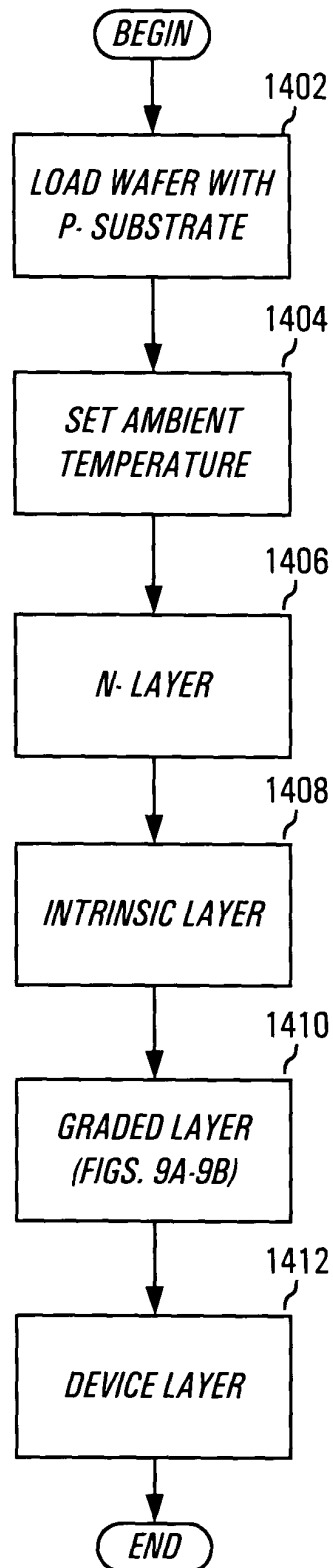 BEGIN
1402
LOAD WAFER WITH
P- SUBSTRATE
1404
SET AMBIENT
TEMPERATURE
1406
N- LAYER
1408
INTRINSIC LAYER
1410
GRADED LAYER
(FIGS. 9A-9B)
1412
DEVICE LAYER
END